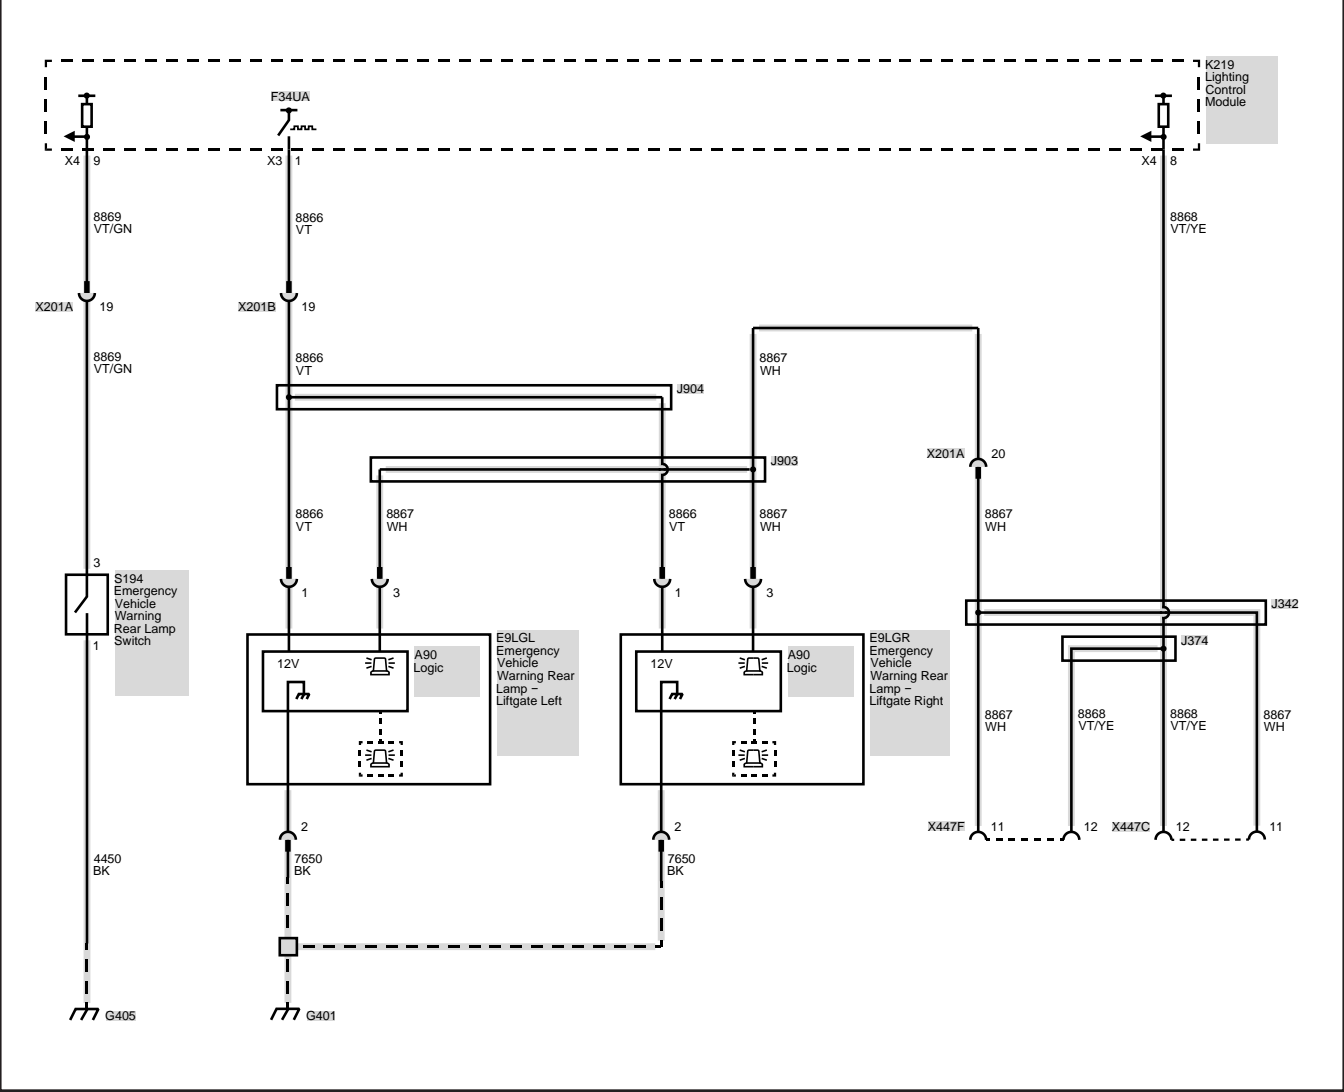 K219
Lighting
Control
Module
F34UA
X4 9
X3 1
X4 8
8869
VT/GN
8866
VT
8868
VT/YE
X201A 19
X201B 19
8869
VT/GN
8866
VT
8867
WH
J904
J903
X201A 20
8866
VT
8867
WH
8866
VT
8867
WH
8867
WH
3
S194
Emergency
Vehicle
Warning
Rear Lamp
Switch
1
1
3
1
3
J342
J374
12V
A90
Logic
E9LGL
Emergency
Vehicle
Warning Rear
Lamp –
Liftgate Left
12V
A90
Logic
E9LGR
Emergency
Vehicle
Warning Rear
Lamp –
Liftgate Right
8867
WH
8868
VT/YE
8868
VT/YE
8867
WH
2
2
X447F 11
12
X447C 12
11
4450
BK
7650
BK
7650
BK
G405
G401